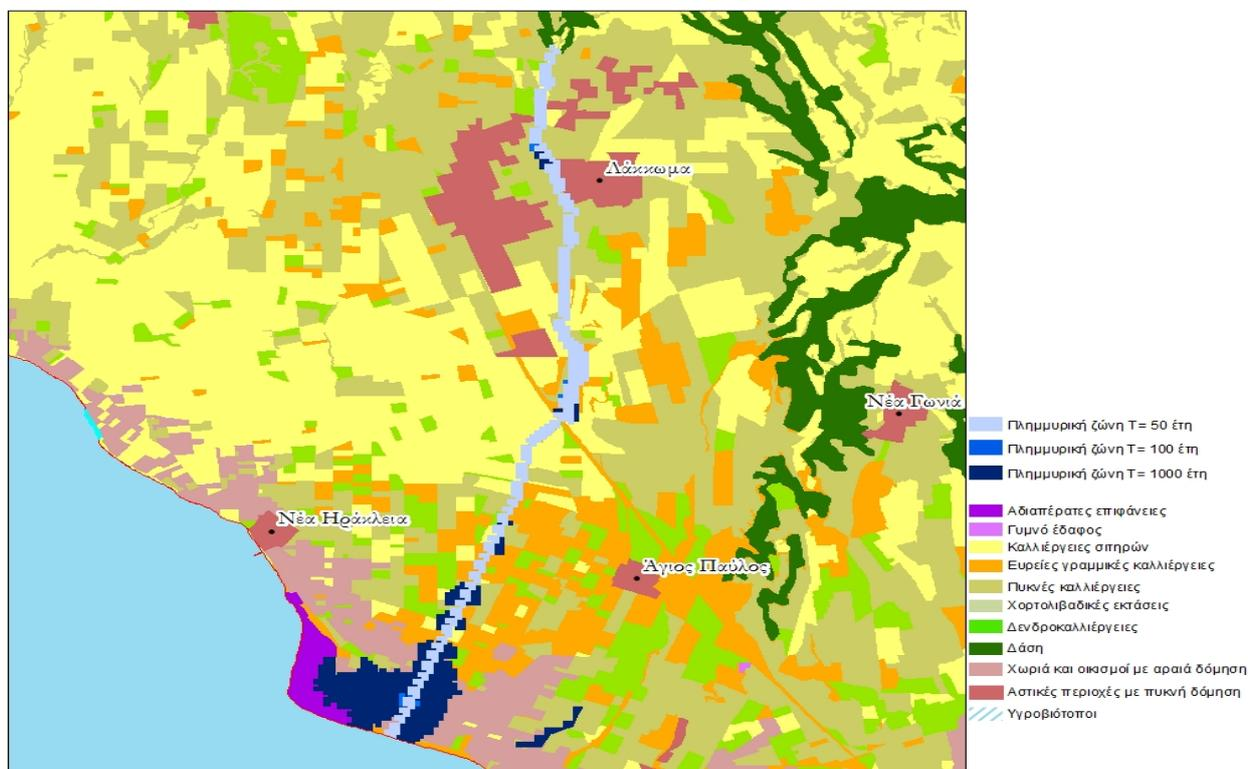 Λάκκωμα
Νέα Γωνιά
Νέα Ηράκλεια
Άγιος Παύλος
Πλημμυρική ζώνη T= 50 έτη
Πλημμυρική ζώνη T= 100 έτη
Πλημμυρική ζώνη T= 1000 έτη
Αδιαπέρατες επιφάνειες
Γυμνό έδαφος
Καλλιέργειες σιτηρών
Ευρείες γραμμικές καλλιέργειες
Πυκνές καλλιέργειες
Χορτολιβαδικές εκτάσεις
Δενδροκαλλιέργειες
Δάση
Χωριά και οικισμοί με αραιά δόμηση
Αστικές περιοχές με πυκνή δόμηση
Υγροβιότοποι